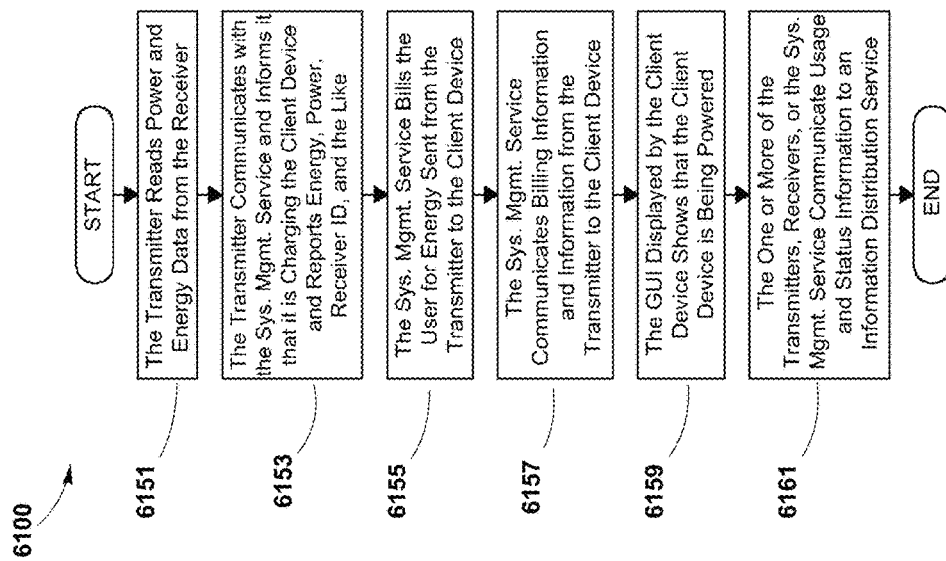 6100
START
6151
The Transmitter Reads Power and
Energy Data from the Receiver
6153
The Transmitter Communicates with
the Sys. Mgmt. Service and Informs it
that it is Charging the Client Device
and Reports Energy, Power,
Receiver ID, and the Like
6155
The Sys. Mgmt. Service Bills the
User for Energy Sent from the
Transmitter to the Client Device
6157
The Sys. Mgmt. Service
Communicates Billing Information
and Information from the
Transmitter to the Client Device
6159
The GUI Displayed by the Client
Device Shows that the Client
Device is Being Powered
6161
The One or More of the
Transmitters, Receivers, or the Sys.
Mgmt. Service Communicate Usage
and Status Information to an
Information Distribution Service
END